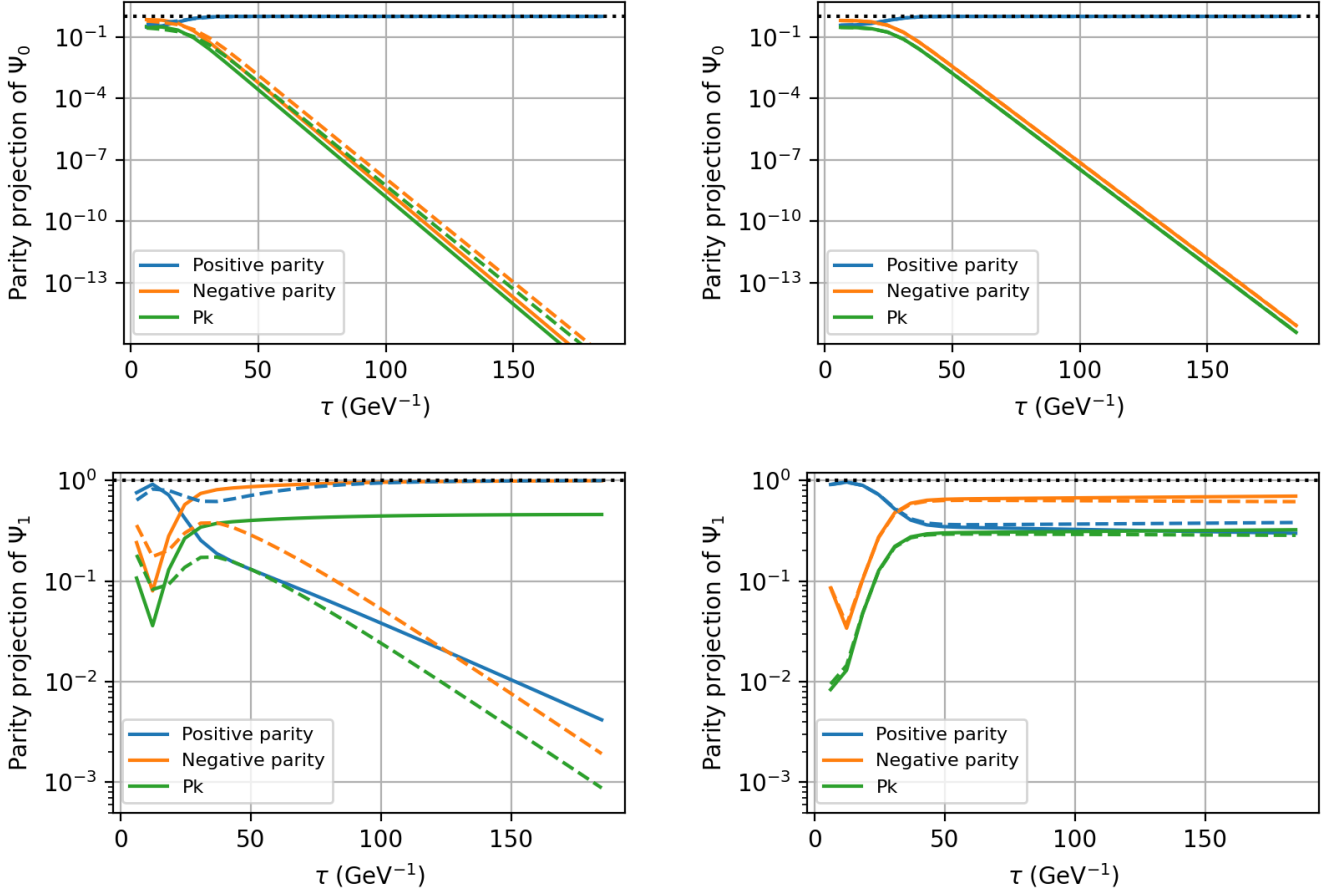 Parity projection of Ψ₀
10⁻¹
10⁻⁴
10⁻⁷
10⁻¹⁰
10⁻¹³
Positive parity
Negative parity
Pk
0 50 100 150
τ (GeV⁻¹)
Parity projection of Ψ₀
10⁻¹
10⁻⁴
10⁻⁷
10⁻¹⁰
10⁻¹³
Positive parity
Negative parity
Pk
0 50 100 150
τ (GeV⁻¹)
Parity projection of Ψ₁
10⁰
10⁻¹
10⁻²
10⁻³
Positive parity
Negative parity
Pk
0 50 100 150
τ (GeV⁻¹)
Parity projection of Ψ₁
10⁰
10⁻¹
10⁻²
10⁻³
Positive parity
Negative parity
Pk
0 50 100 150
τ (GeV⁻¹)